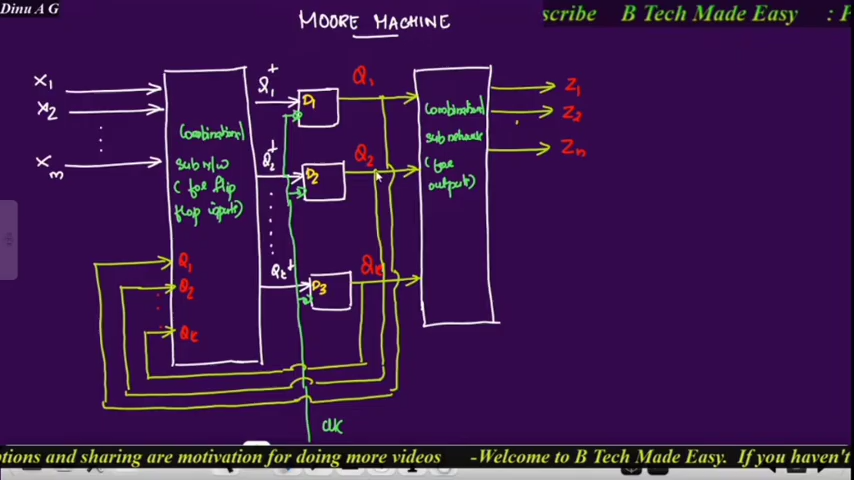 Dinu A G
scribe B Tech Made Easy : P
MOORE MACHINE
X1
X2
Xm
Combinational
sub n/w
(for flip
flop inputs)
Q1
Q2
Qk
Q1+
Q2+
Qk+
D1
D2
D3
Q1
Q2
Qk
clk
Combinational
sub network
(for
outputs)
Z1
Z2
Zn
ptions and sharing are motivation for doing more videos -Welcome to B Tech Made Easy. If you haven't